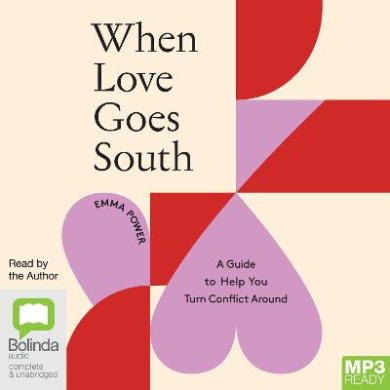 When
Love
Goes
South
EMMA POWER
Read by
the Author
A Guide
to Help You
Turn Conflict Around
Bolinda
audio
complete
& unabridged
MP3
READY